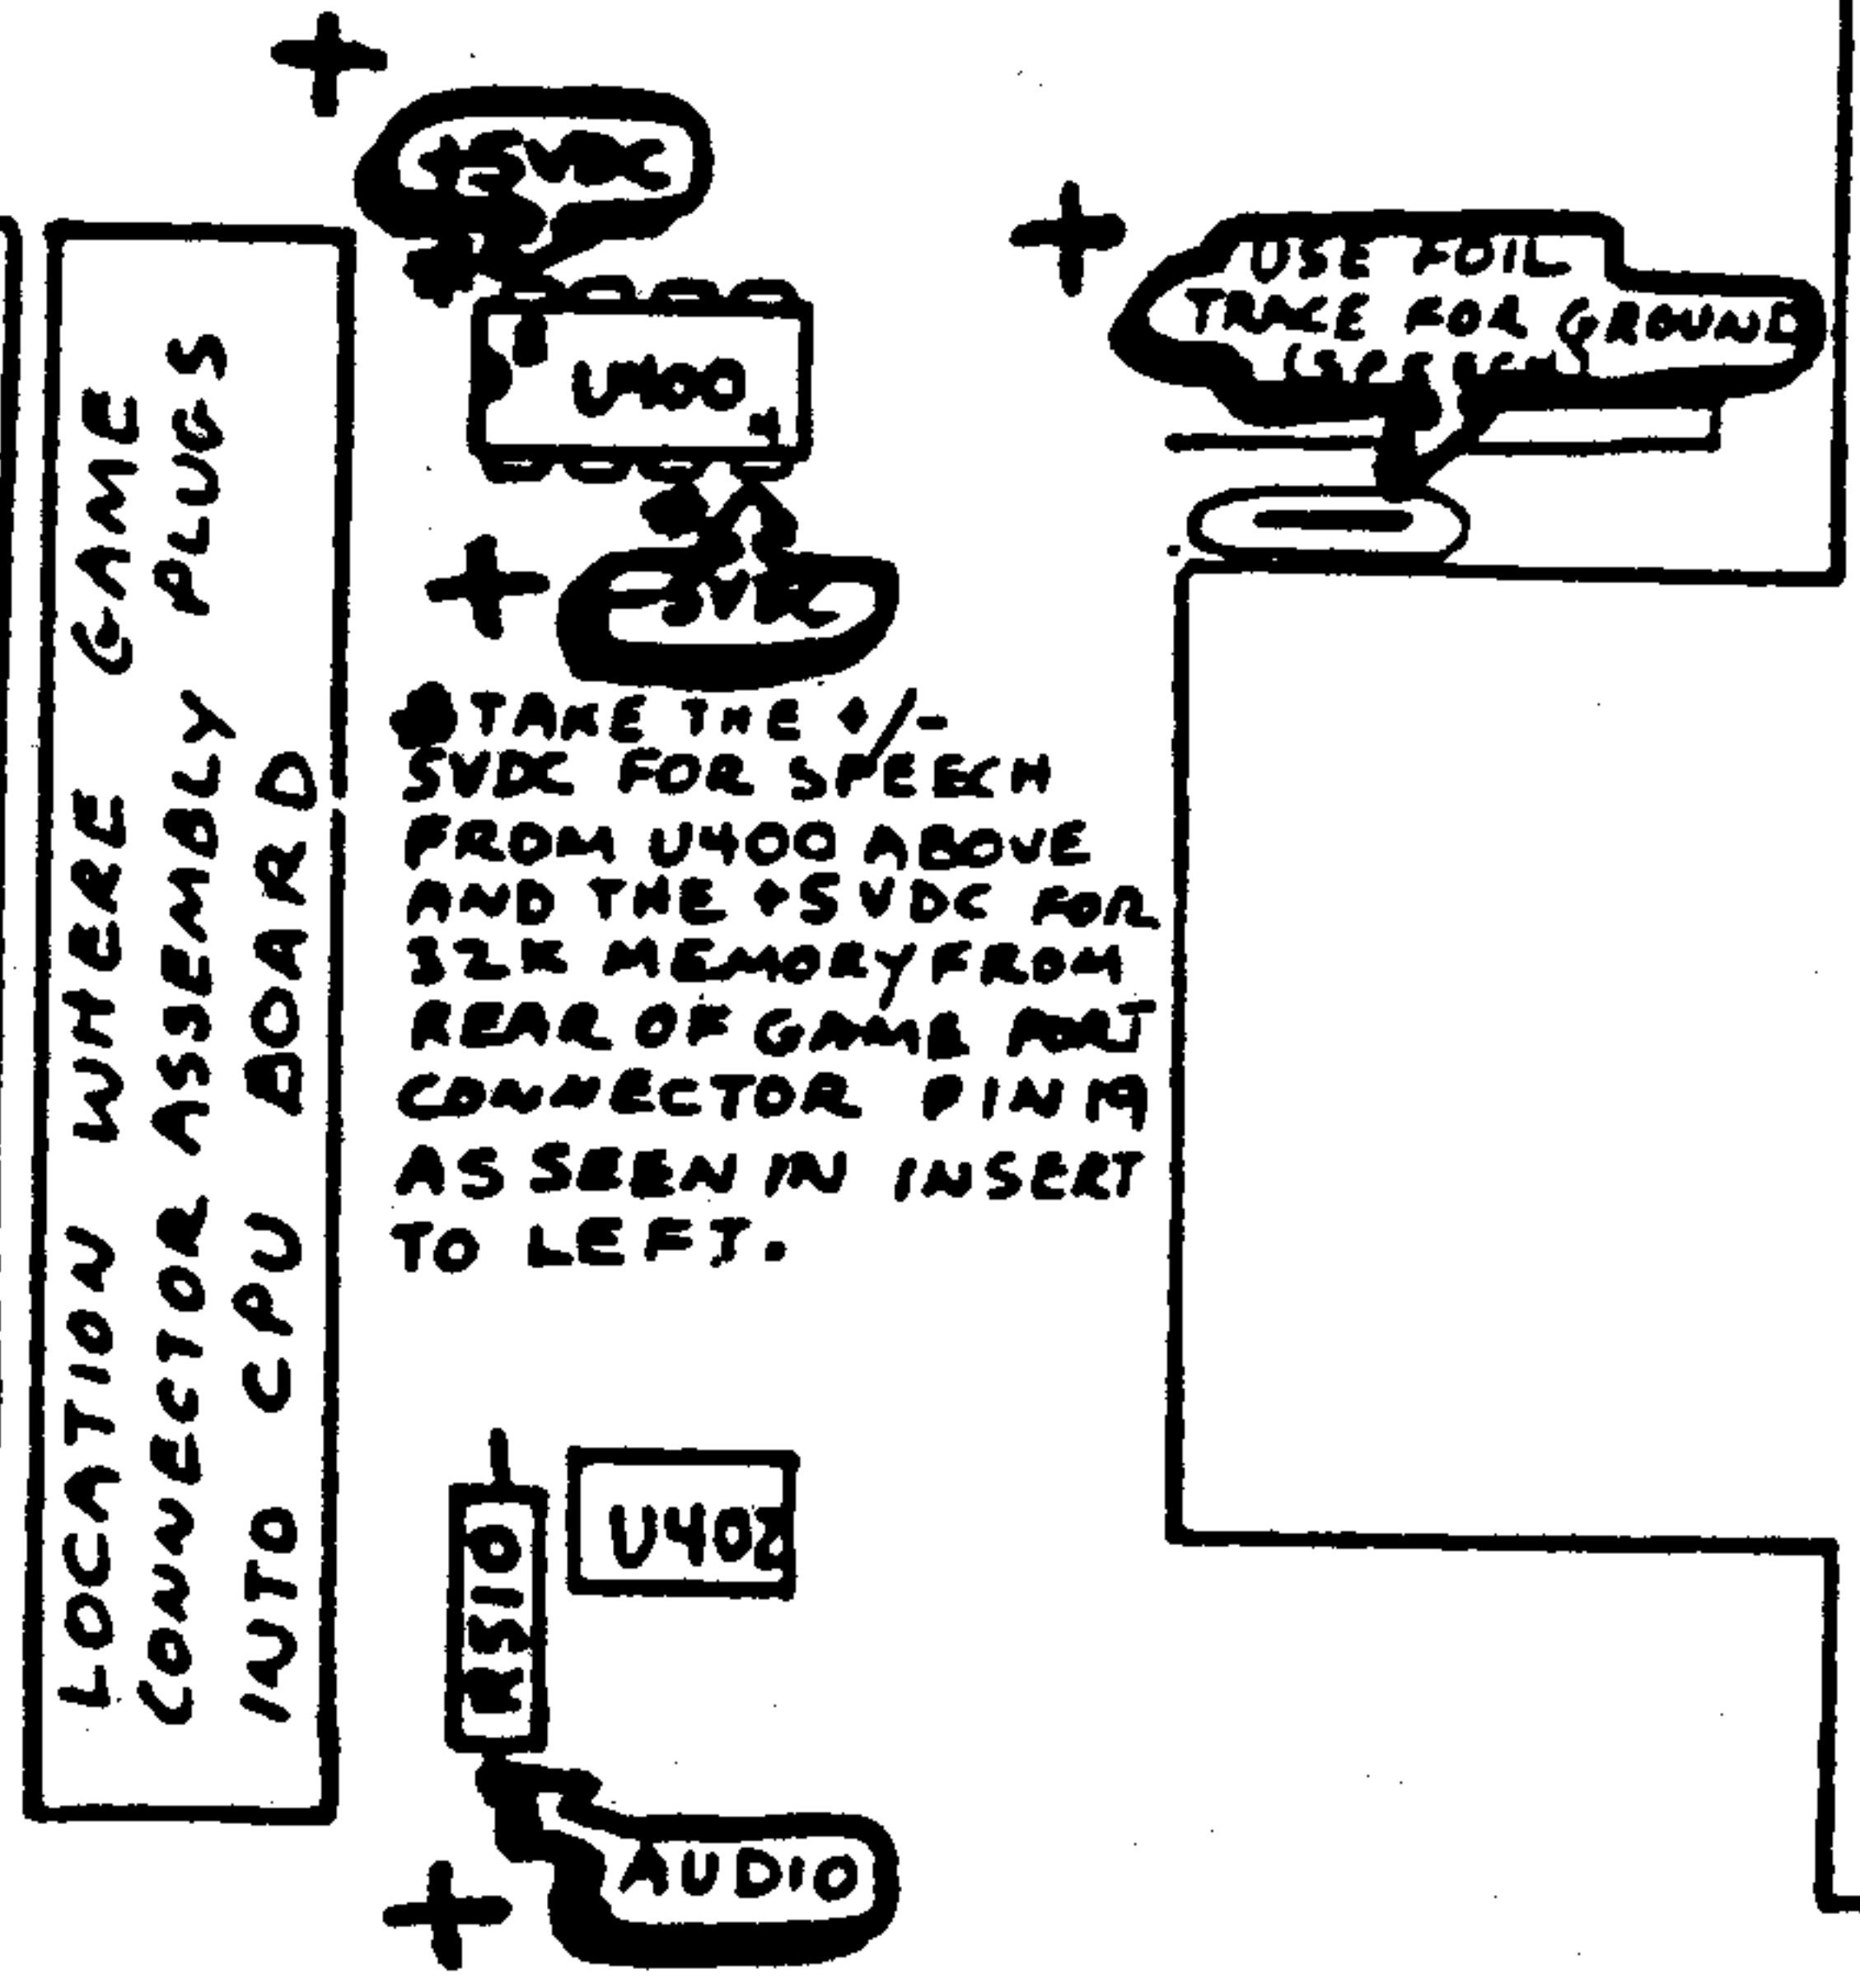 +5VDC
U400
-5VDC
USE FOIL
TRACE FOR GROUND
LOCATION WHERE GAME
CONNECTOR ASSEMBLY PLUGS
INTO CPU BOARD
TAKE THE +/-
5VDC FOR SPEECH
FROM U400 ABOVE
AND THE +5VDC FOR
32K MEMORY FROM
REAR OF GAME PORT
CONNECTOR PIN 19
AS SEEN IN INSERT
TO LEFT.
U402
R510
AUDIO